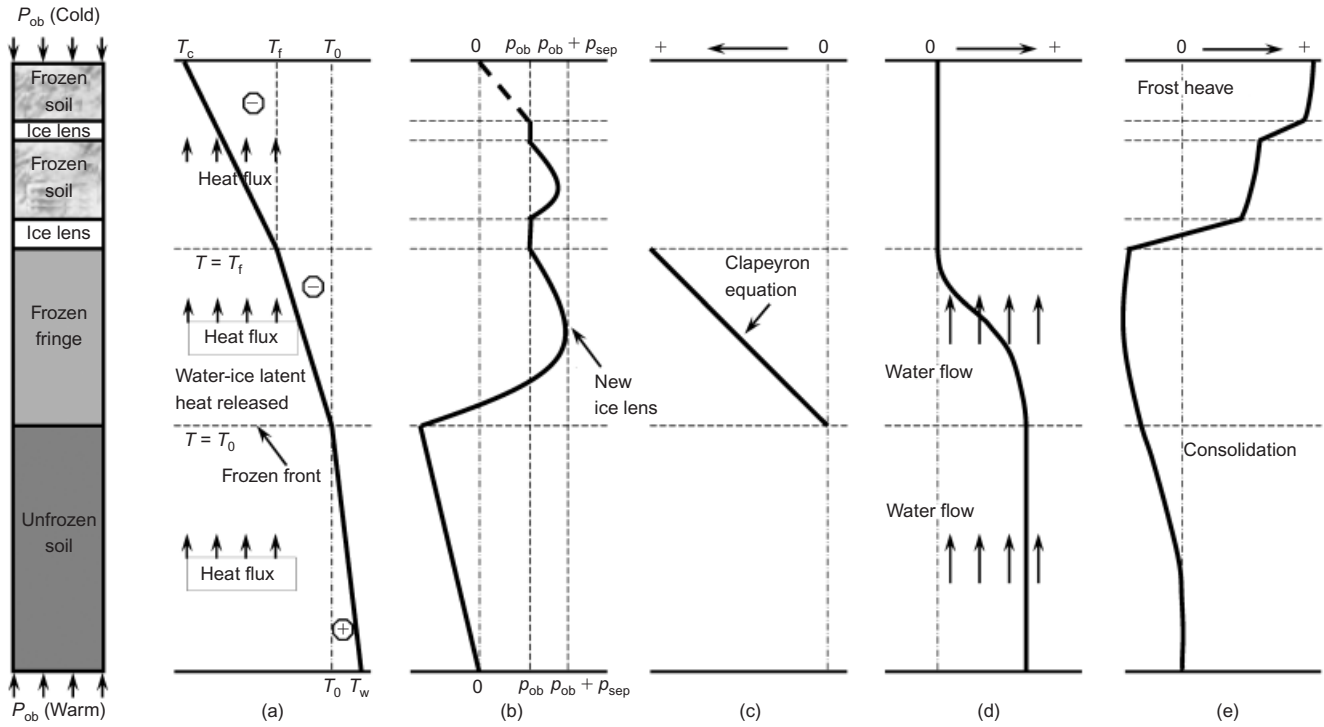 P_ob (Cold)
Frozen
soil
Ice lens
Frozen
soil
Ice lens
Frozen
fringe
Unfrozen
soil
P_ob (Warm)
T_c T_f T_0
−
Heat flux
T = T_f
−
Heat flux
Water-ice latent
heat released
T = T_0
Frozen front
Heat flux
+
T_0 T_w
(a)
0 p_ob p_ob + p_sep
New
ice lens
0 p_ob p_ob + p_sep
(b)
+ 0
Clapeyron
equation
(c)
0 +
Water flow
Water flow
(d)
0 +
Frost heave
Consolidation
(e)